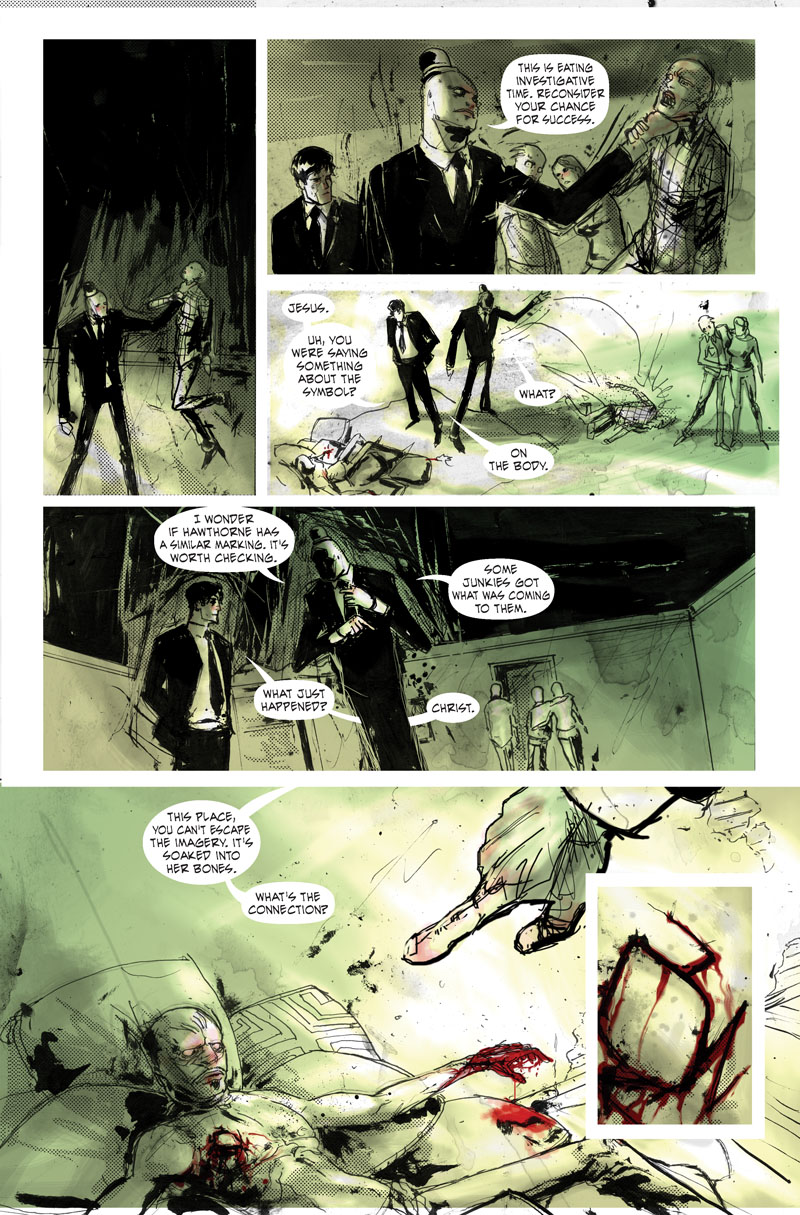 THIS IS EATING
INVESTIGATIVE
TIME. RECONSIDER
YOUR CHANCE
FOR SUCCESS.
JESUS.
UH, YOU
WERE SAYING
SOMETHING
ABOUT THE
SYMBOL?
WHAT?
ON
THE BODY.
I WONDER
IF HAWTHORNE HAS
A SIMILAR MARKING. IT'S
WORTH CHECKING.
SOME
JUNKIES GOT
WHAT WAS COMING
TO THEM.
WHAT JUST
HAPPENED?
CHRIST.
THIS PLACE,
YOU CAN'T ESCAPE
THE IMAGERY. IT'S
SOAKED INTO
HER BONES.
WHAT'S THE
CONNECTION?